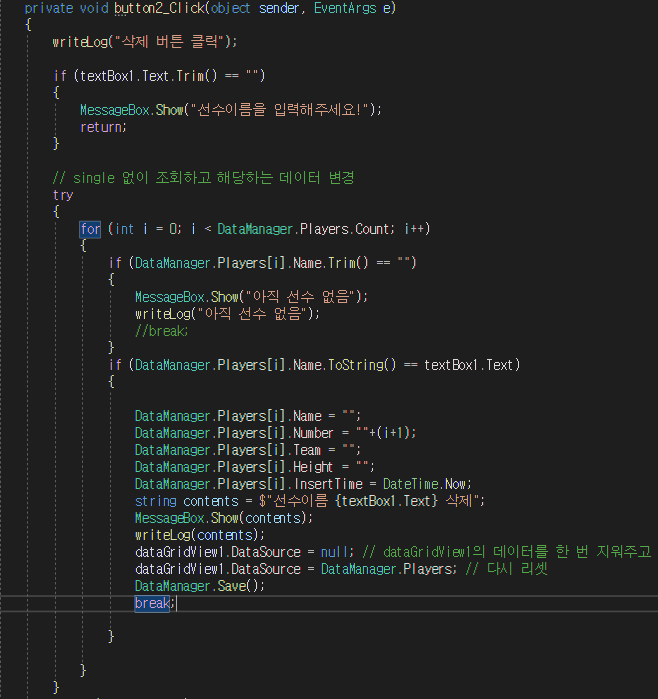 private void button2_Click(object sender, EventArgs e)
{
writeLog("삭제 버튼 클릭");
if (textBox1.Text.Trim() == "")
{
MessageBox.Show("선수이름을 입력해주세요!");
return;
}
// single 없이 조회하고 해당하는 데이터 변경
try
{
for (int i = 0; i < DataManager.Players.Count; i++)
{
if (DataManager.Players[i].Name.Trim() == "")
{
MessageBox.Show("아직 선수 없음");
writeLog("아직 선수 없음");
//break;
}
if (DataManager.Players[i].Name.ToString() == textBox1.Text)
{
DataManager.Players[i].Name = "";
DataManager.Players[i].Number = ""+(i+1);
DataManager.Players[i].Team = "";
DataManager.Players[i].Height = "";
DataManager.Players[i].InsertTime = DateTime.Now;
string contents = $"선수이름 {textBox1.Text} 삭제";
MessageBox.Show(contents);
writeLog(contents);
dataGridView1.DataSource = null; // dataGridView1의 데이터를 한 번 지워주고
dataGridView1.DataSource = DataManager.Players; // 다시 리셋
DataManager.Save();
break;
}
}
}